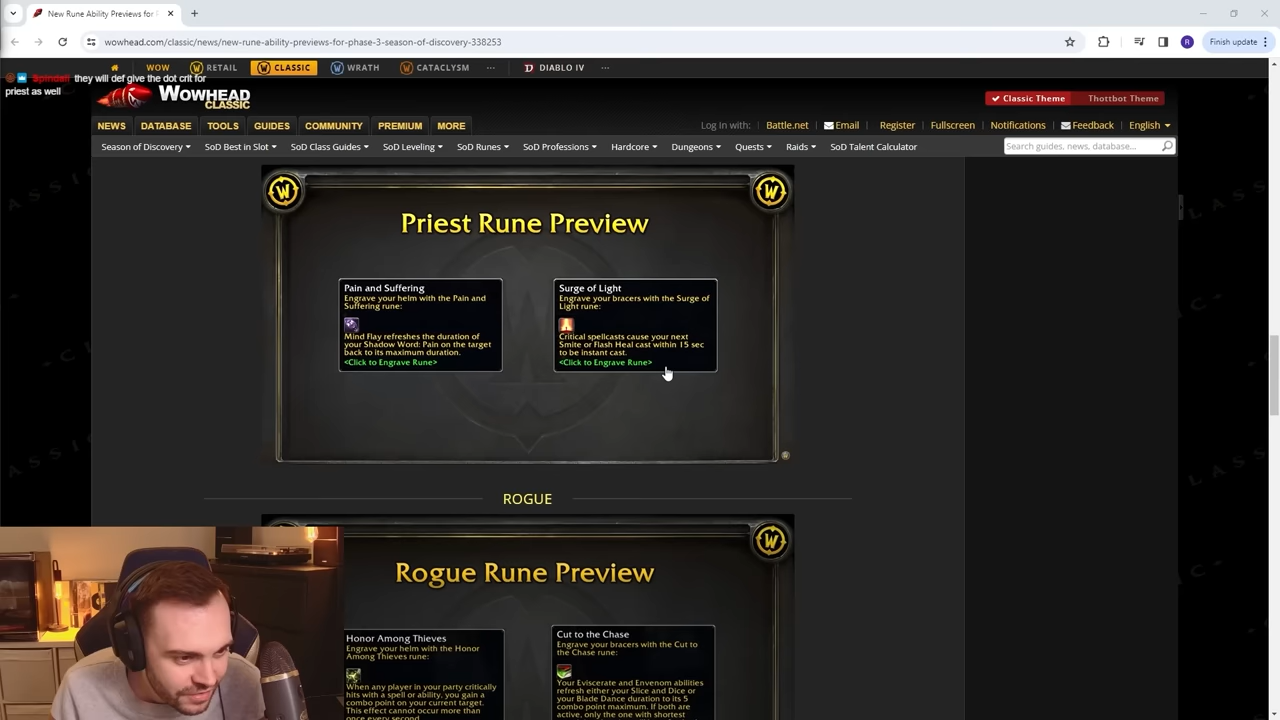 New Rune Ability Previews for P
wowhead.com/classic/news/new-rune-ability-previews-for-phase-3-season-of-discovery-338253
R
Finish update
WOW
RETAIL
CLASSIC
WRATH
CATACLYSM
DIABLO IV
Spindali they will def give the dot crit for
priest as well
WOWHEAD
CLASSIC
Classic Theme
Thottbot Theme
NEWS DATABASE TOOLS GUIDES COMMUNITY PREMIUM MORE
Log in with: Battle.net Email Register Fullscreen Notifications Feedback English
Season of Discovery SoD Best in Slot SoD Class Guides SoD Leveling SoD Runes SoD Professions Hardcore Dungeons Quests Raids SoD Talent Calculator
Search guides, news, database...
Priest Rune Preview
Pain and Suffering
Engrave your helm with the Pain and
Suffering rune:
Mind Flay refreshes the duration of
your Shadow Word: Pain on the target
back to its maximum duration.
<Click to Engrave Rune>
Surge of Light
Engrave your bracers with the Surge of
Light rune:
Critical spellcasts cause your next
Smite or Flash Heal cast within 15 sec
to be instant cast.
<Click to Engrave Rune>
ROGUE
Rogue Rune Preview
Honor Among Thieves
Engrave your helm with the Honor
Among Thieves rune:
When any player in your party critically
hits with a spell or ability, you gain a
combo point on your current target.
This effect cannot occur more than
once every second.
Cut to the Chase
Engrave your bracers with the Cut to
the Chase rune:
Your Eviscerate and Envenom abilities
refresh either your Slice and Dice or
your Blade Dance duration to its 5
combo point maximum. If both are
active, only the one with shortest